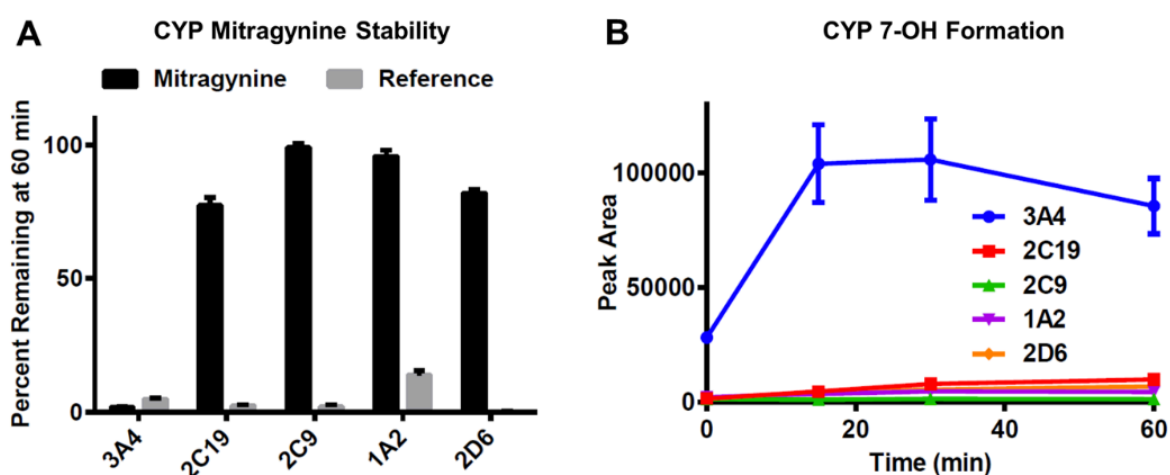 A
CYP Mitragynine Stability
Mitragynine
Reference
Percent Remaining at 60 min
100
50
0
3A4
2C19
2C9
1A2
2D6
B
CYP 7-OH Formation
Peak Area
100000
50000
0
3A4
2C19
2C9
1A2
2D6
0
20
40
60
Time (min)